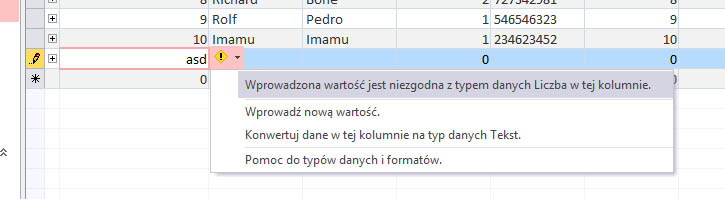 8 Richard Bone 2 727342981 8
9 Rolf Pedro 1 546546323 9
10 Imamu Imamu 1 234623452 10
asd 0 0
0
Wprowadzona wartość jest niezgodna z typem danych Liczba w tej kolumnie.
Wprowadź nową wartość.
Konwertuj dane w tej kolumnie na typ danych Tekst.
Pomoc do typów danych i formatów.